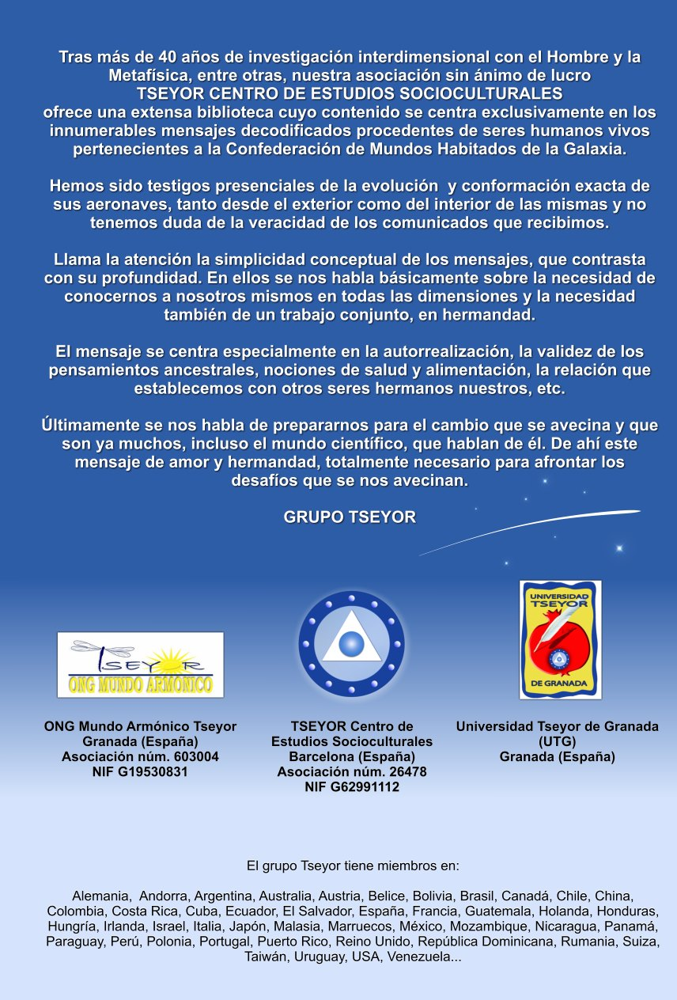 Tras más de 40 años de investigación interdimensional con el Hombre y la
Metafísica, entre otras, nuestra asociación sin ánimo de lucro
TSEYOR CENTRO DE ESTUDIOS SOCIOCULTURALES
ofrece una extensa biblioteca cuyo contenido se centra exclusivamente en los
innumerables mensajes decodificados procedentes de seres humanos vivos
pertenecientes a la Confederación de Mundos Habitados de la Galaxia.
Hemos sido testigos presenciales de la evolución  y conformación exacta de
sus aeronaves, tanto desde el exterior como del interior de las mismas y no
tenemos duda de la veracidad de los comunicados que recibimos.
Llama la atención la simplicidad conceptual de los mensajes, que contrasta
con su profundidad. En ellos se nos habla básicamente sobre la necesidad de
conocernos a nosotros mismos en todas las dimensiones y la necesidad
también de un trabajo conjunto, en hermandad.
El mensaje se centra especialmente en la autorrealización, la validez de los
pensamientos ancestrales, nociones de salud y alimentación, la relación que
establecemos con otros seres hermanos nuestros, etc.
Últimamente se nos habla de prepararnos para el cambio que se avecina y que
son ya muchos, incluso el mundo científico, que hablan de él. De ahí este
mensaje de amor y hermandad, totalmente necesario para afrontar los
desafíos que se nos avecinan.
GRUPO TSEYOR
TSEYOR
ONG MUNDO ARMONICO
UNIVERSIDAD
TSEYOR
DE GRANADA
ONG Mundo Armónico Tseyor
Granada (España)
Asociación núm. 603004
NIF G19530831
TSEYOR Centro de
Estudios Socioculturales
Barcelona (España)
Asociación núm. 26478
NIF G62991112
Universidad Tseyor de Granada
(UTG)
Granada (España)
El grupo Tseyor tiene miembros en:
Alemania,  Andorra, Argentina, Australia, Austria, Belice, Bolivia, Brasil, Canadá, Chile, China,
Colombia, Costa Rica, Cuba, Ecuador, El Salvador, España, Francia, Guatemala, Holanda, Honduras,
Hungría, Irlanda, Israel, Italia, Japón, Malasia, Marruecos, México, Mozambique, Nicaragua, Panamá,
Paraguay, Perú, Polonia, Portugal, Puerto Rico, Reino Unido, República Dominicana, Rumania, Suiza,
Taiwán, Uruguay, USA, Venezuela...